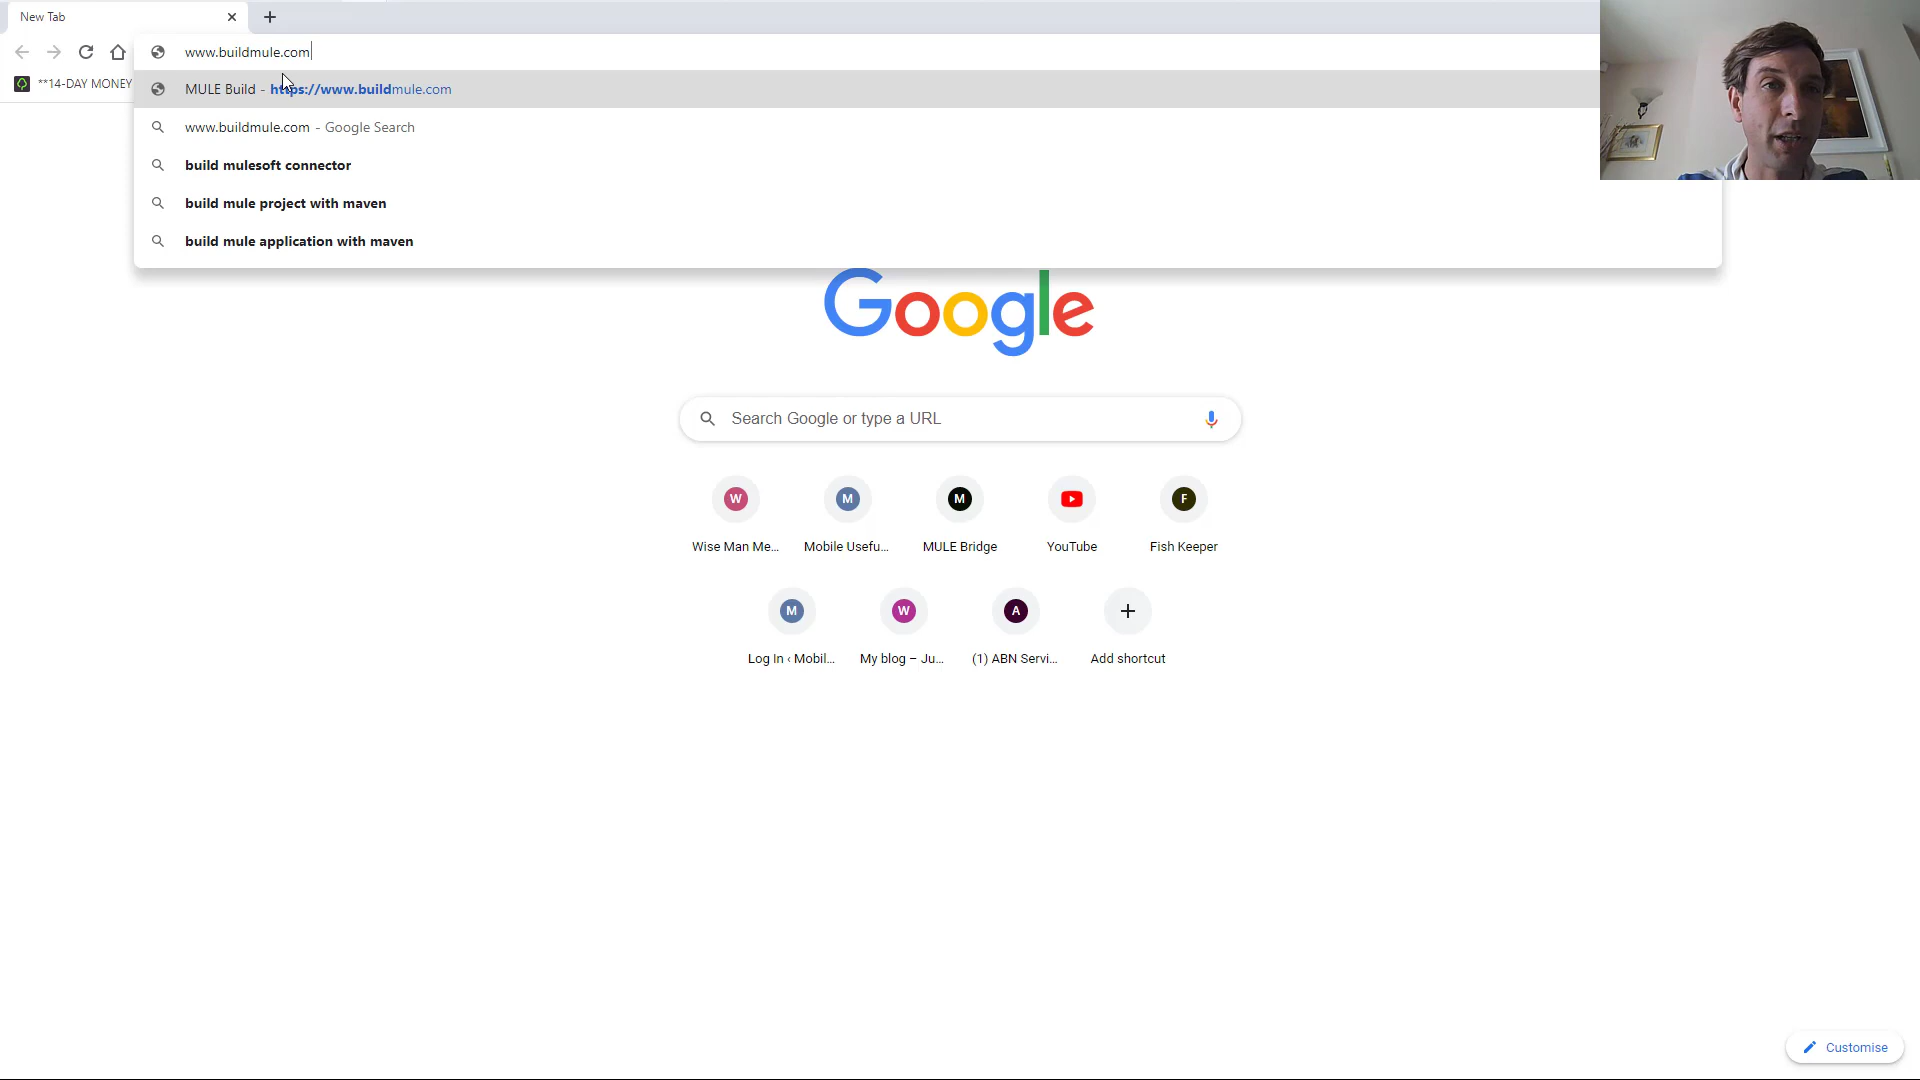 New Tab
www.buildmule.com
**14-DAY MONEY
MULE Build - https://www.buildmule.com
www.buildmule.com - Google Search
build mulesoft connector
build mule project with maven
build mule application with maven
Google
Search Google or type a URL
W M M F
Wise Man Me... Mobile Usefu... MULE Bridge YouTube Fish Keeper
M W A
Log In ‹ Mobil... My blog – Ju... (1) ABN Servi... Add shortcut
Customise